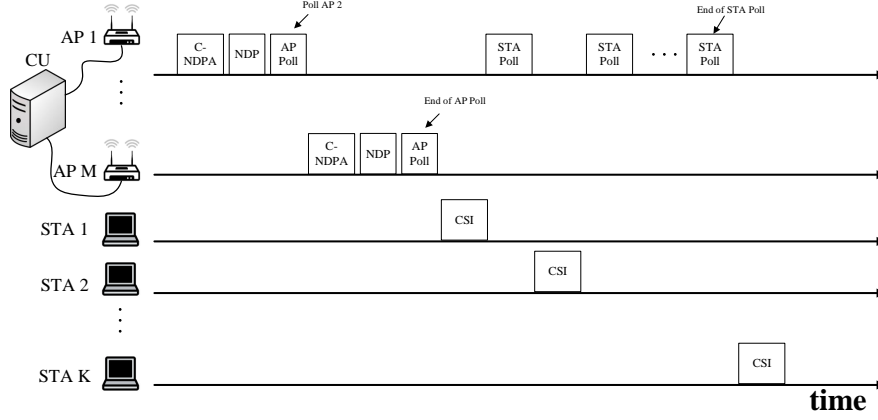 Poll AP 2
End of STA Poll
AP 1
C-
NDPA
NDP
AP
Poll
STA
Poll
STA
Poll
. . .
STA
Poll
CU
End of AP Poll
AP M
C-
NDPA
NDP
AP
Poll
STA 1
CSI
STA 2
CSI
STA K
CSI
time